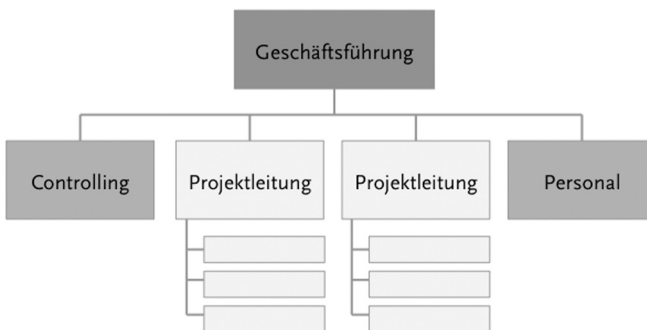 Geschäftsführung
Controlling
Projektleitung
Projektleitung
Personal